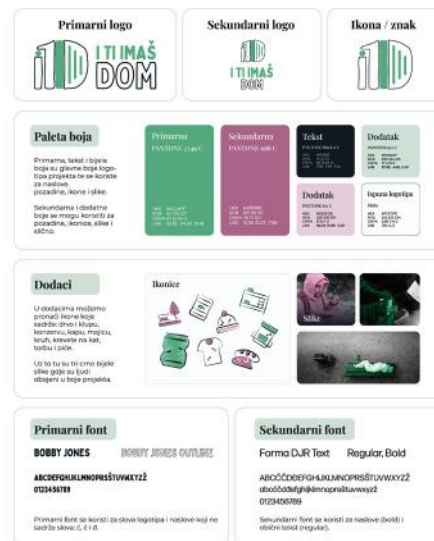 Primarni logo
I TI IMAŠ
DOM
Sekundarni logo
I TI IMAŠ
DOM
Ikona / znak
Paleta boja
Primarna, tekst i bijela
boja su glavne boje logo-
tipa projekta te se koriste
za naslove,
pozadine, ikone i slike.
Sekundarna i dodatne
boje se mogu koristiti za
pozadine, ikonice, slike i
slično.
Primarna
Sekundarna
PANTONE 688 C
Tekst
Dodatak
Dodatak
Ispuna logotipa
Dodaci
U dodacima možemo
pronaći ikone koje
sadrže: drvo i klupu,
konzervu, kapu, majicu,
kruh, krevete na kat,
torbu i piće.
Uz to tu su tri crno bijele
slike gdje su ljudi
obojeni u boje projekta.
Ikonice
Slike
Primarni font
BOBBY JONES
BOBBY JONES OUTLINE
ABCDEFGHIJKLMNOPRSŠTUVWXYZŽ
0123456789
Primarni font se koristi za slova logotipa i naslove koji ne
sadrže slova: č, ć i đ.
Sekundarni font
Forma DJR Text
Regular, Bold
ABCČĆDĐEFGHIJKLMNOPRSŠTUVWXYZŽ
abcčćdđefghijklmnoprsštuvwxyzž
0123456789
Sekundarni font se koristi za naslove (bold) i
obični tekst (regular).